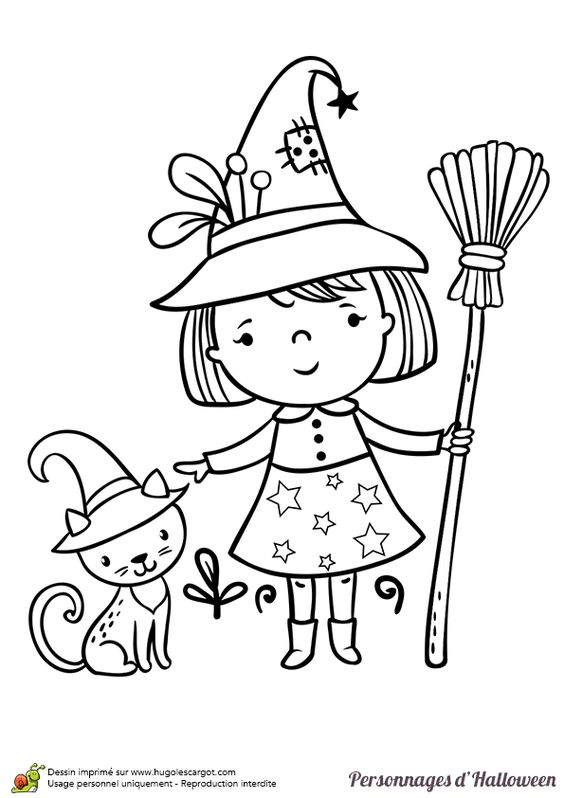 Dessin imprimé sur www.hugolescargot.com
Usage personnel uniquement - Reproduction interdite
Personnages d'Halloween